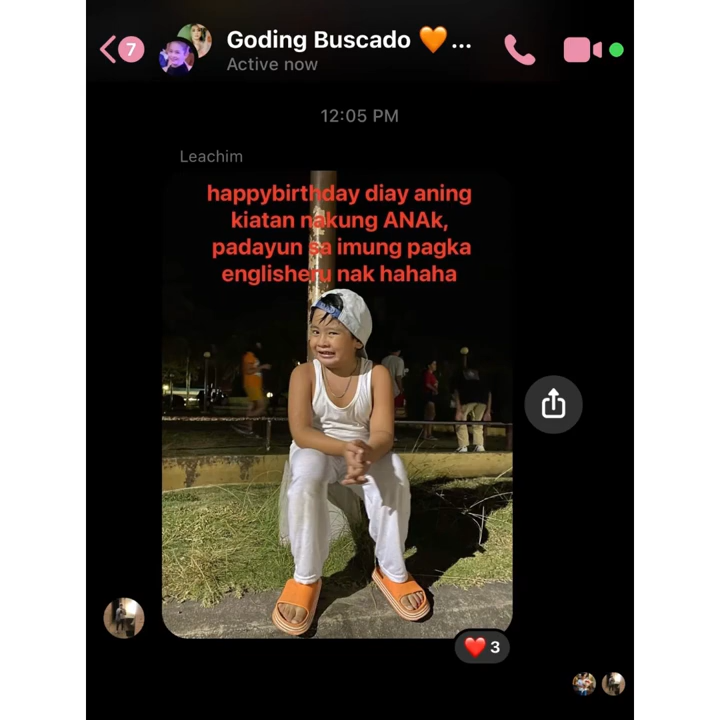 7
Goding Buscado 🧡...
Active now
12:05 PM
Leachim
happybirthday diay aning
kiatan nakung ANAk,
padayun sa imung pagka
englisheru nak hahaha
❤️ 3